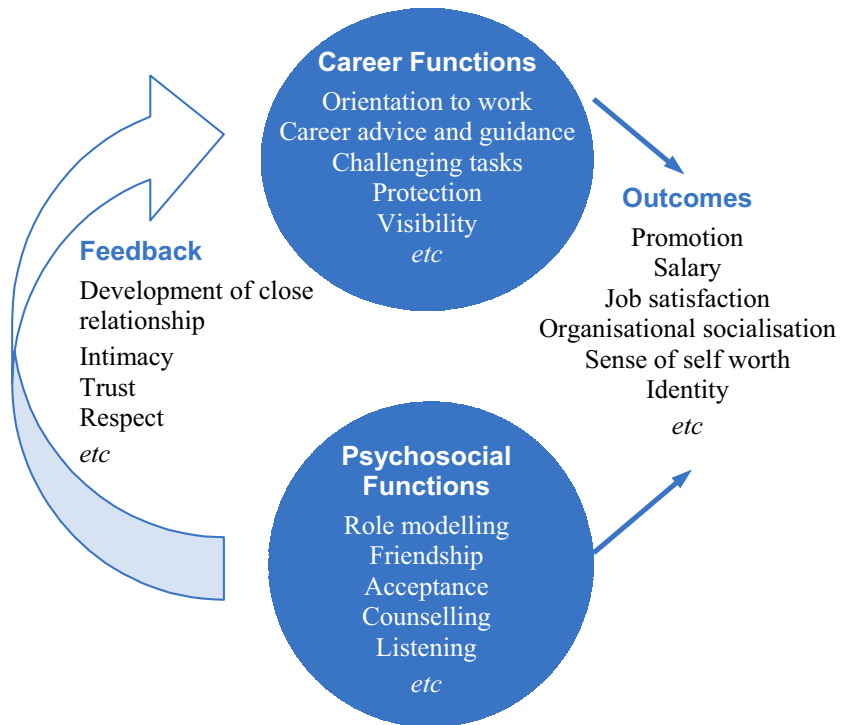 Career Functions
Orientation to work
Career advice and guidance
Challenging tasks
Protection
Visibility
etc
Outcomes
Promotion
Salary
Job satisfaction
Organisational socialisation
Sense of self worth
Identity
etc
Feedback
Development of close
relationship
Intimacy
Trust
Respect
etc
Psychosocial
Functions
Role modelling
Friendship
Acceptance
Counselling
Listening
etc